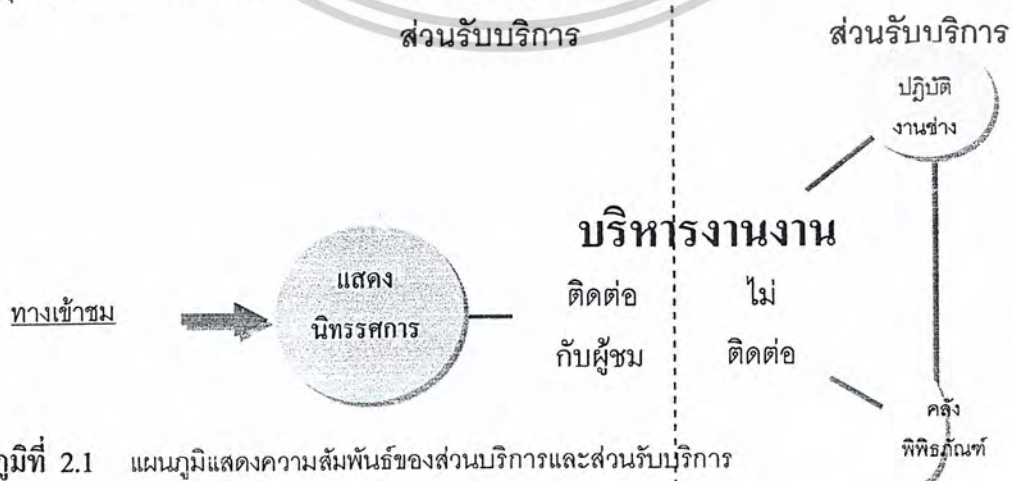 ส่วนรับบริการ ส่วนรับบริการ
ปฏิบัติ
งานช่าง
บริหารงานงาน
แสดง
นิทรรศการ
ทางเข้าชม
ติดต่อ
กับผู้ชม
ไม่
ติดต่อ
คลัง
พิพิธภัณฑ์
ภูมิที่ 2.1 แผนภูมิแสดงความสัมพันธ์ของส่วนบริการและส่วนรับบริการ